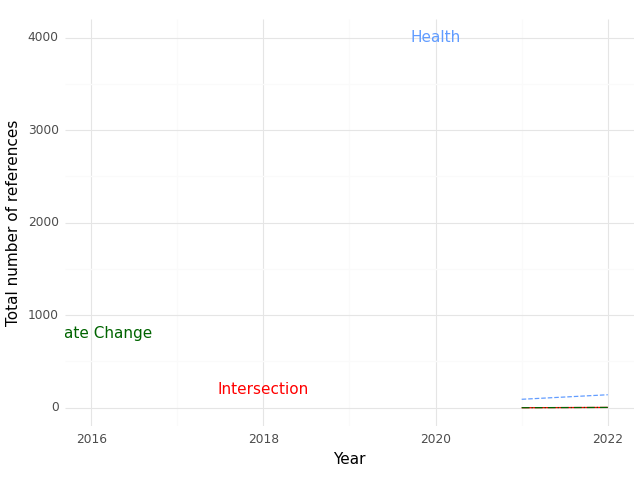 4000
Health
3000
Total number of references
2000
1000
ate Change
Intersection
0
2016
2018
2020
2022
Year